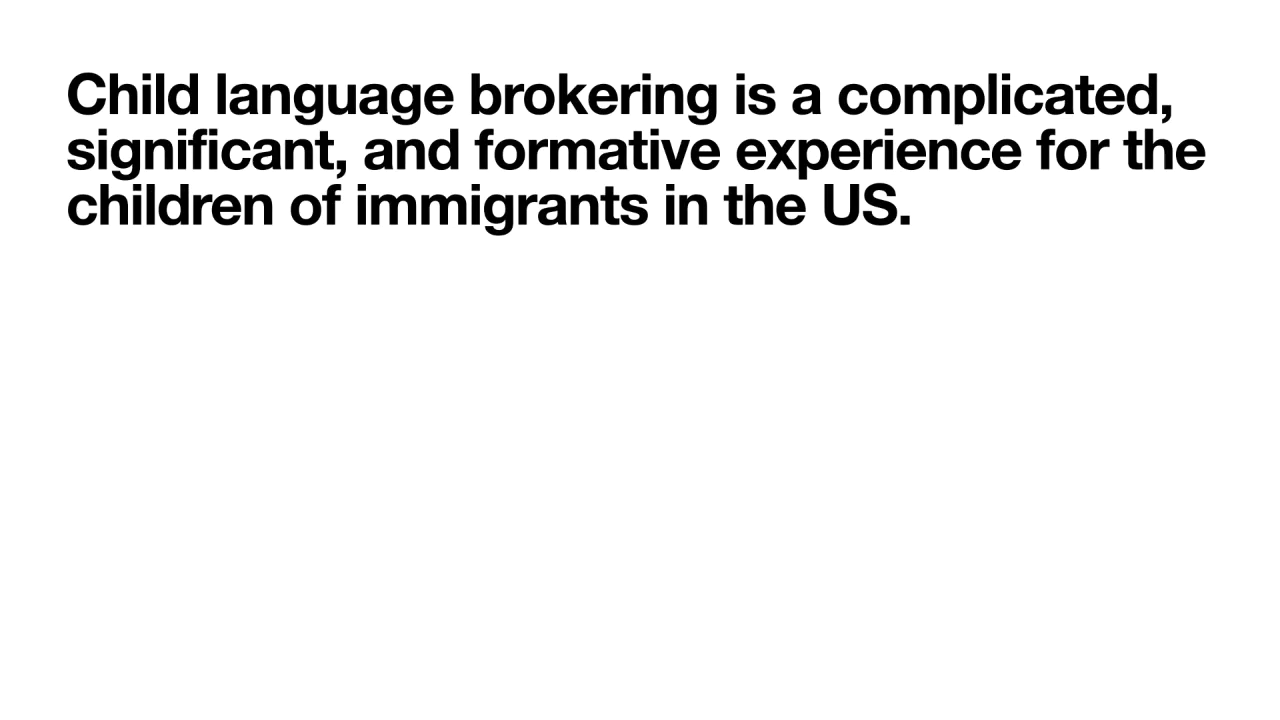 Child language brokering is a complicated,
significant, and formative experience for the
children of immigrants in the US.